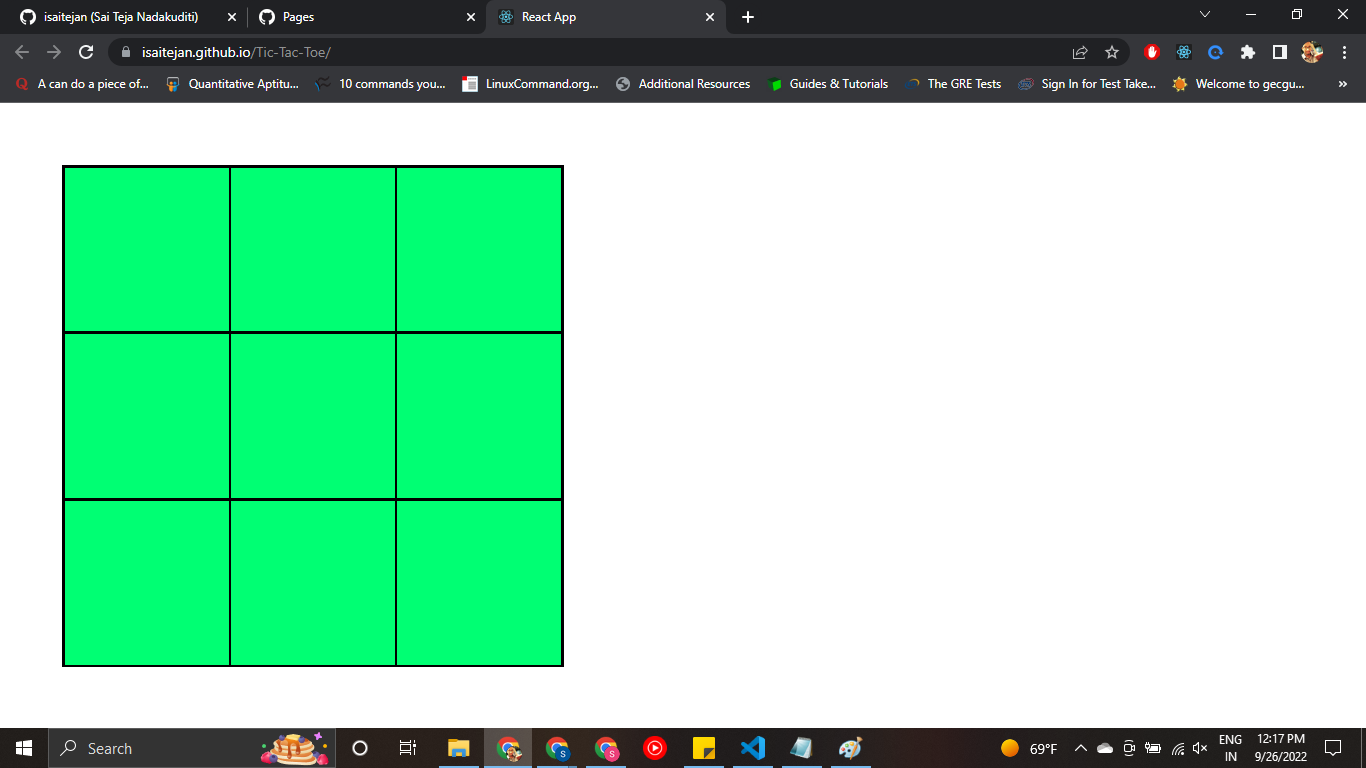 isaitejan (Sai Teja Nadakuditi)
Pages
React App
isaitejan.github.io/Tic-Tac-Toe/
A can do a piece of...
Quantitative Aptitu...
10 commands you...
LinuxCommand.org...
Additional Resources
Guides & Tutorials
The GRE Tests
Sign In for Test Take...
Welcome to gecgu...
Search
69°F
ENG
IN
12:17 PM
9/26/2022